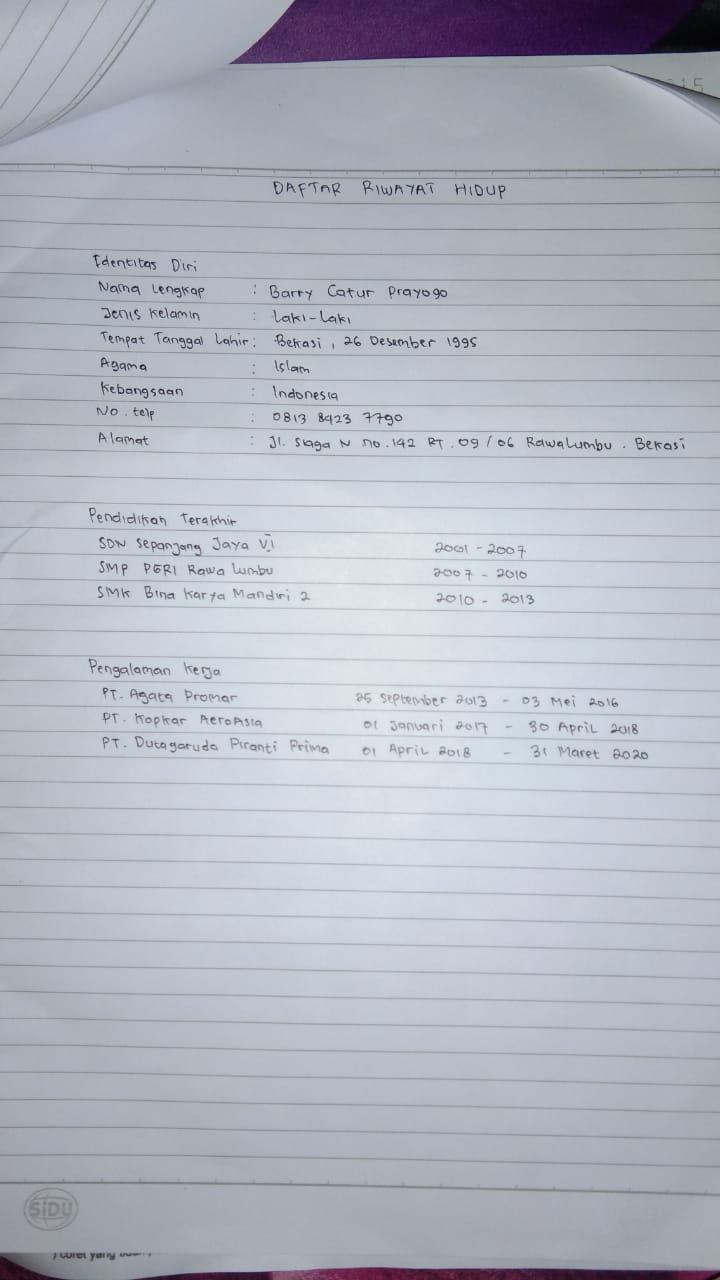 15
DAFTAR RIWAYAT HIDUP
Identitas Diri
Nama Lengkap : Barry Catur Prayogo
Jenis Kelamin : Laki-Laki
Tempat Tanggal Lahir : Bekasi, 26 Desember 1995
Agama : Islam
Kebangsaan : Indonesia
No. telp : 0813 8423 7790
Alamat : Jl. Siaga N no.142 RT.09/06 Rawalumbu. Bekasi
Pendidikan Terakhir
SDN Sepanjang Jaya VI 2001 - 2007
SMP PGRI Rawa Lumbu 2007 - 2010
SMK Bina Karya Mandiri 2 2010 - 2013
Pengalaman Kerja
PT. Agata Promar 25 September 2013 - 03 Mei 2016
PT. Kopkar AeroAsia 01 Januari 2017 - 30 April 2018
PT. Dutagaruda Piranti Prima 01 April 2018 - 31 Maret 2020
SiDU
) coret yang